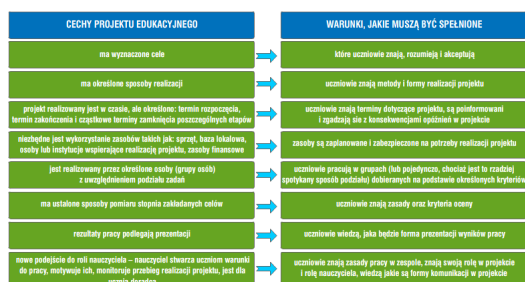 CECHY PROJEKTU EDUKACYJNEGO
WARUNKI, JAKIE MUSZĄ BYĆ SPEŁNIONE
ma wyznaczone cele
które uczniowie znają, rozumieją i akceptują
ma określone sposoby realizacji
uczniowie znają metody i formy realizacji projektu
projekt realizowany jest w czasie, ale określone: termin rozpoczęcia,
termin zakończenia i cząstkowe terminy zamknięcia poszczególnych etapów
uczniowie znają terminy dotyczące projektu, są poinformowani
i zgadzają sie z konsekwencjami opóźnień w projekcie
niezbędne jest wykorzystanie zasobów takich jak: sprzęt, baza lokalowa,
osoby lub instytucje wspierające realizację projektu, zasoby finansowe
zasoby są zaplanowane i zabezpieczone na potrzeby realizacji projektu
jest realizowany przez określone osoby (grupy osób)
z uwzględnieniem podziału zadań
uczniowie pracują w grupach (lub pojedynczo, chociaż jest to rzadziej
spotykany sposób podziału) dobieranych na podstawie określonych kryteriów
ma ustalone sposoby pomiaru stopnia zakładanych celów
uczniowie znają zasady oraz kryteria oceny
rezultaty pracy podlegają prezentacji
uczniowie wiedzą, jaka będzie forma prezentacji wyników pracy
nowe podejście do roli nauczyciela – nauczyciel stwarza uczniom warunki
do pracy, motywuje ich, monitoruje przebieg realizacji projektu, jest dla
ucznia doradcą
uczniowie znają zasady pracy w zespole, znają swoją rolę w projekcie
i rolę nauczyciela, wiedzą jakie są formy komunikacji w projekcie